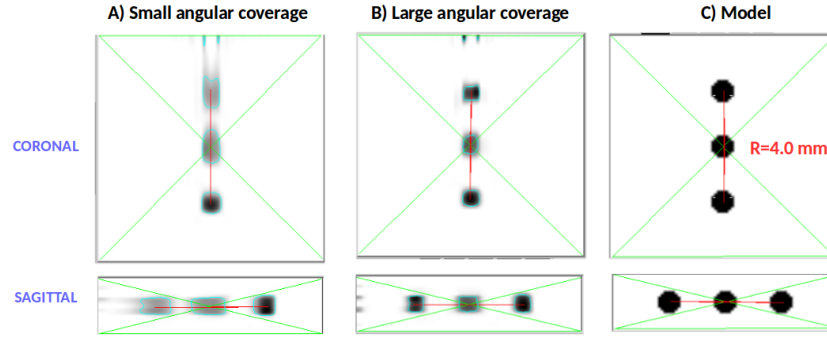 A) Small angular coverage
B) Large angular coverage
C) Model
CORONAL
R=4.0 mm
SAGITTAL